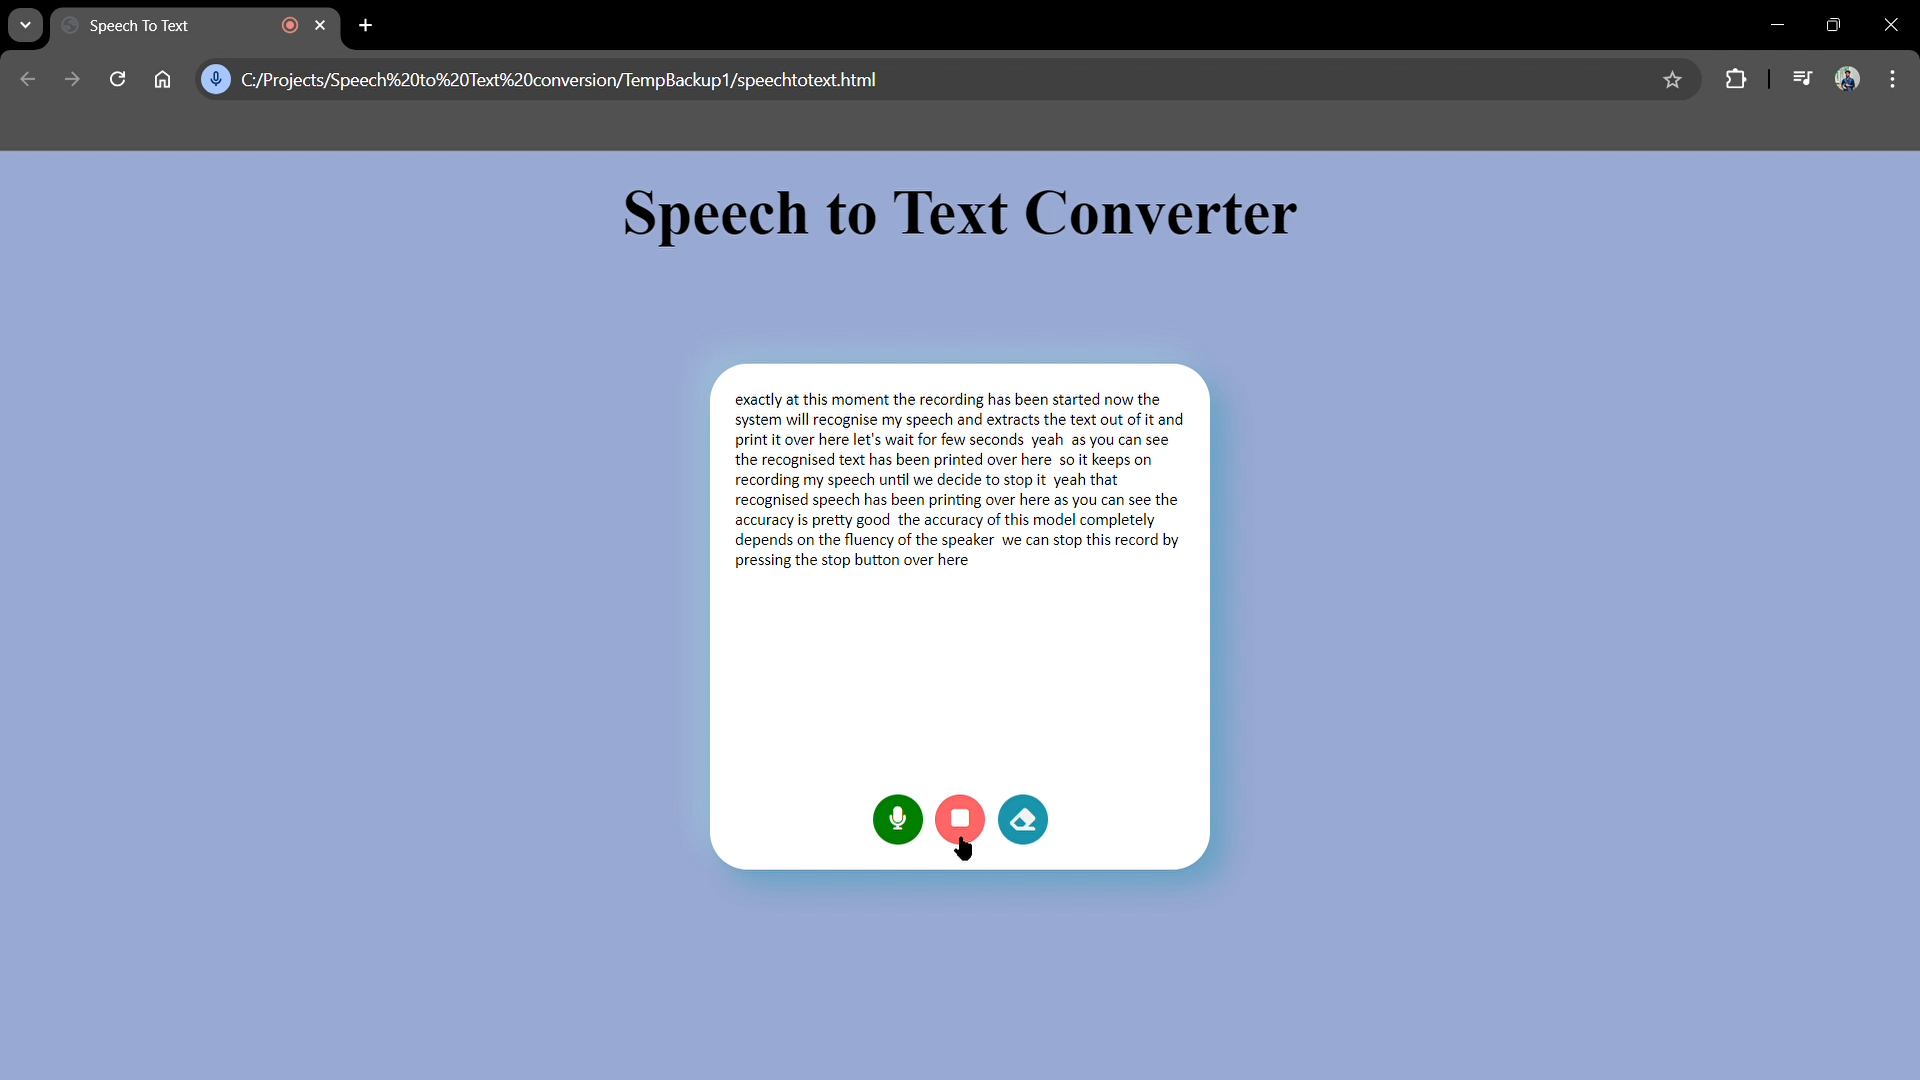 Speech To Text
C:/Projects/Speech%20to%20Text%20conversion/TempBackup1/speechtotext.html
Speech to Text Converter
exactly at this moment the recording has been started now the
system will recognise my speech and extracts the text out of it and
print it over here let's wait for few seconds  yeah  as you can see
the recognised text has been printed over here  so it keeps on
recording my speech until we decide to stop it  yeah that
recognised speech has been printing over here as you can see the
accuracy is pretty good  the accuracy of this model completely
depends on the fluency of the speaker  we can stop this record by
pressing the stop button over here